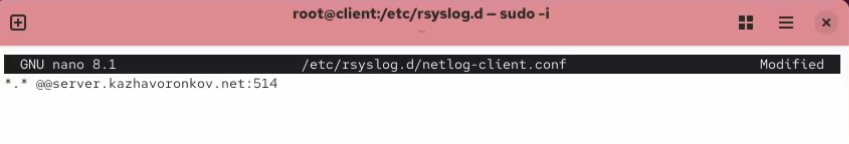 root@client:/etc/rsyslog.d — sudo -i
~
GNU nano 8.1 /etc/rsyslog.d/netlog-client.conf Modified
*.* @@server.kazhavoronkov.net:514